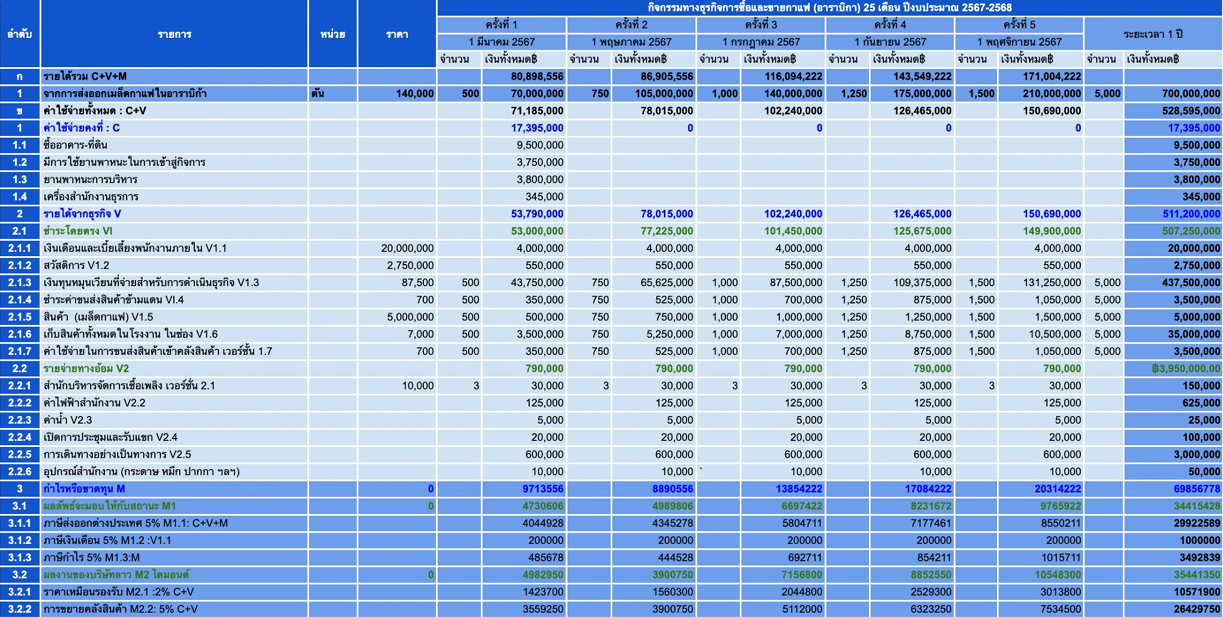 กิจกรรมทางธุรกิจการซื้อและขายกาแฟ (อาราบิกา) 25 เดือน ปีงบประมาณ 2567-2568
ลำดับ รายการ หน่วย ราคา ครั้งที่ 1 ครั้งที่ 2 ครั้งที่ 3 ครั้งที่ 4 ครั้งที่ 5 ระยะเวลา 1 ปี
1 มีนาคม 2567 1 พฤษภาคม 2567 1 กรกฎาคม 2567 1 กันยายน 2567 1 พฤศจิกายน 2567
จำนวน เงินทั้งหมด฿ จำนวน เงินทั้งหมด฿ จำนวน เงินทั้งหมด฿ จำนวน เงินทั้งหมด฿ จำนวน เงินทั้งหมด฿ จำนวน เงินทั้งหมด฿
ก รายได้รวม C+V+M 80,898,556 86,905,556 116,094,222 143,549,222 171,004,222
1 จากการส่งออกเมล็ดกาแฟในอาราบิก้า ตัน 140,000 500 70,000,000 750 105,000,000 1,000 140,000,000 1,250 175,000,000 1,500 210,000,000 5,000 700,000,000
ข ค่าใช้จ่ายทั้งหมด : C+V 71,185,000 78,015,000 102,240,000 126,465,000 150,690,000 528,595,000
1 ค่าใช้จ่ายคงที่ : C 17,395,000 0 0 0 0 17,395,000
1.1 ซื้ออาคาร-ที่ดิน 9,500,000 9,500,000
1.2 มีการใช้ยานพาหนะในการเข้าสู่กิจการ 3,750,000 3,750,000
1.3 ยานพาหนะการบริหาร 3,800,000 3,800,000
1.4 เครื่องสำนักงานธุรการ 345,000 345,000
2 รายได้จากธุรกิจ V 53,790,000 78,015,000 102,240,000 126,465,000 150,690,000 511,200,000
2.1 ชำระโดยตรง VI 53,000,000 77,225,000 101,450,000 125,675,000 149,900,000 507,250,000
2.1.1 เงินเดือนและเบี้ยเลี้ยงพนักงานภายใน V1.1 20,000,000 4,000,000 4,000,000 4,000,000 4,000,000 4,000,000 20,000,000
2.1.2 สวัสดิการ V1.2 2,750,000 550,000 550,000 550,000 550,000 550,000 2,750,000
2.1.3 เงินทุนหมุนเวียนที่จ่ายสำหรับการดำเนินธุรกิจ V1.3 87,500 500 43,750,000 750 65,625,000 1,000 87,500,000 1,250 109,375,000 1,500 131,250,000 5,000 437,500,000
2.1.4 ชำระค่าขนส่งสินค้าข้ามแดน VI.4 700 500 350,000 750 525,000 1,000 700,000 1,250 875,000 1,500 1,050,000 5,000 3,500,000
2.1.5 สินค้า (เมล็ดกาแฟ) V1.5 5,000,000 500 500,000 750 750,000 1,000 1,000,000 1,250 1,250,000 1,500 1,500,000 5,000 5,000,000
2.1.6 เก็บสินค้าทั้งหมดในโรงงาน ในช่อง V1.6 7,000 500 3,500,000 750 5,250,000 1,000 7,000,000 1,250 8,750,000 1,500 10,500,000 5,000 35,000,000
2.1.7 ค่าใช้จ่ายในการขนส่งสินค้าเข้าคลังสินค้า เวอร์ชั้น 1.7 700 500 350,000 750 525,000 1,000 700,000 1,250 875,000 1,500 1,050,000 5,000 3,500,000
2.2 รายจ่ายทางอ้อม V2 790,000 790,000 790,000 790,000 790,000 ฿3,950,000.00
2.2.1 สำนักบริหารจัดการเชื้อเพลิง เวอร์ชั่น 2.1 10,000 3 30,000 3 30,000 3 30,000 3 30,000 3 30,000 150,000
2.2.2 ค่าไฟฟ้าสำนักงาน V2.2 125,000 125,000 125,000 125,000 125,000 625,000
2.2.3 ค่าน้ำ V2.3 5,000 5,000 5,000 5,000 5,000 25,000
2.2.4 เปิดการประชุมและรับแขก V2.4 20,000 20,000 20,000 20,000 20,000 100,000
2.2.5 การเดินทางอย่างเป็นทางการ V2.5 600,000 600,000 600,000 600,000 600,000 3,000,000
2.2.6 อุปกรณ์สำนักงาน (กระดาษ หมึก ปากกา ฯลฯ) 10,000 10,000 ` 10,000 10,000 10,000 50,000
3 กำไรหรือขาดทุน M 0 9713556 8890556 13854222 17084222 20314222 69856778
3.1 ผลลัพธ์จะมอบให้กับสถานะ M1 0 4730606 4989806 6697422 8231672 9765922 34415428
3.1.1 ภาษีส่งออกต่างประเทศ 5% M1.1: C+V+M 4044928 4345278 5804711 7177461 8550211 29922589
3.1.2 ภาษีเงินเดือน 5% M1.2 :V1.1 200000 200000 200000 200000 200000 1000000
3.1.3 ภาษีกำไร 5% M1.3:M 485678 444528 692711 854211 1015711 3492839
3.2 ผลงานของบริษัทลาว M2 ไดมอนด์ 0 4982950 3900750 7156800 8852550 10548300 35441350
3.2.1 ราคาเหมือนรองรับ M2.1 :2% C+V 1423700 1560300 2044800 2529300 3013800 10571900
3.2.2 การขยายคลังสินค้า M2.2: 5% C+V 3559250 3900750 5112000 6323250 7534500 26429750